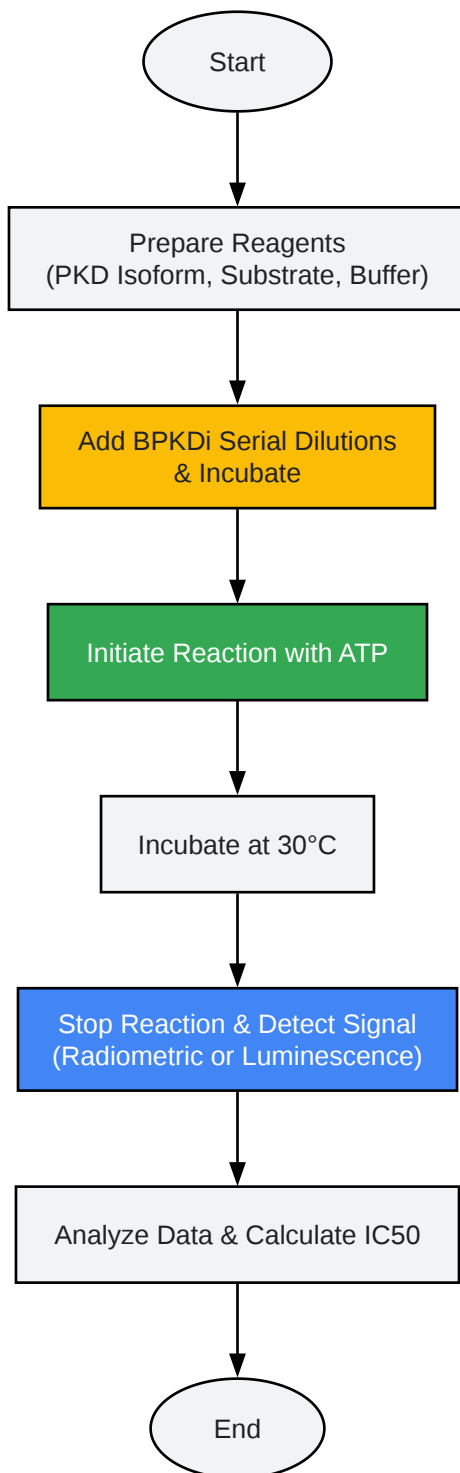 Start
Prepare Reagents
(PKD Isoform, Substrate, Buffer)
Add BPKDi Serial Dilutions
& Incubate
Initiate Reaction with ATP
Incubate at 30°C
Stop Reaction & Detect Signal
(Radiometric or Luminescence)
Analyze Data & Calculate IC50
End